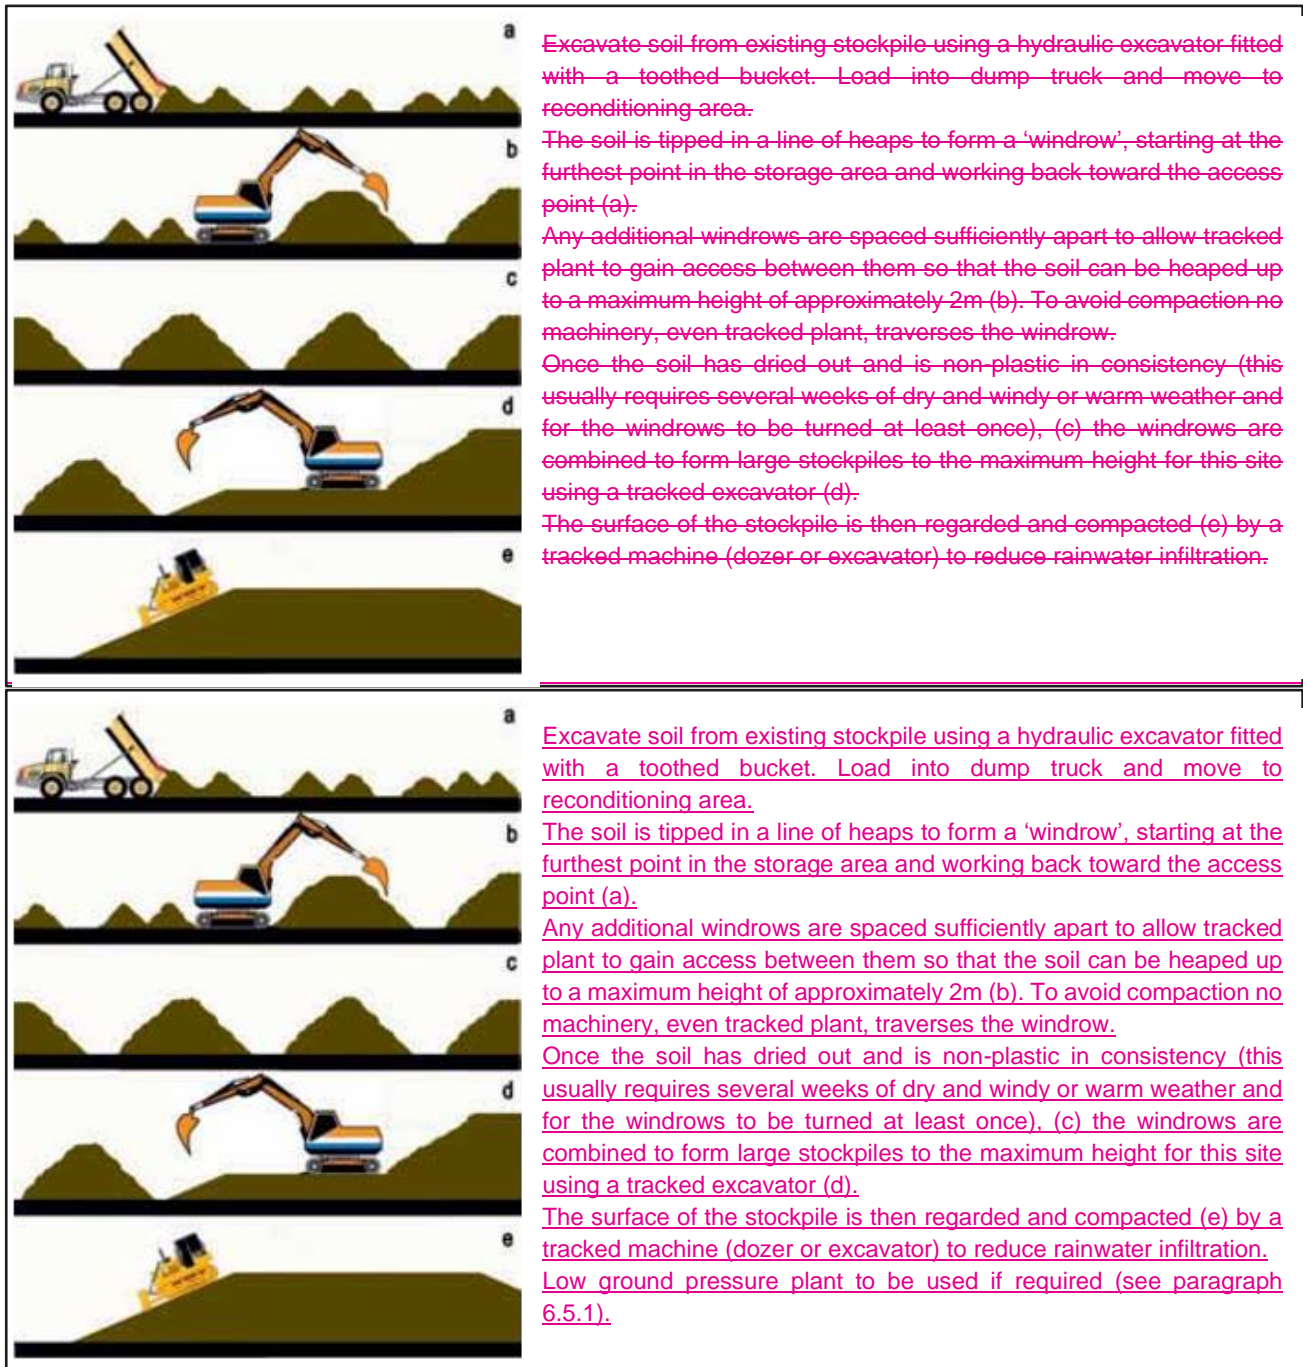 a
Excavate soil from existing stockpile using a hydraulic excavator fitted
with a toothed bucket. Load into dump truck and move to
reconditioning area.
The soil is tipped in a line of heaps to form a ‘windrow’, starting at the
furthest point in the storage area and working back toward the access
point (a).
Any additional windrows are spaced sufficiently apart to allow tracked
plant to gain access between them so that the soil can be heaped up
to a maximum height of approximately 2m (b). To avoid compaction no
machinery, even tracked plant, traverses the windrow.
Once the soil has dried out and is non-plastic in consistency (this
usually requires several weeks of dry and windy or warm weather and
for the windrows to be turned at least once), (c) the windrows are
combined to form large stockpiles to the maximum height for this site
using a tracked excavator (d).
The surface of the stockpile is then regarded and compacted (e) by a
tracked machine (dozer or excavator) to reduce rainwater infiltration.
b
c
d
e
a
Excavate soil from existing stockpile using a hydraulic excavator fitted
with a toothed bucket. Load into dump truck and move to
reconditioning area.
The soil is tipped in a line of heaps to form a ‘windrow’, starting at the
furthest point in the storage area and working back toward the access
point (a).
Any additional windrows are spaced sufficiently apart to allow tracked
plant to gain access between them so that the soil can be heaped up
to a maximum height of approximately 2m (b). To avoid compaction no
machinery, even tracked plant, traverses the windrow.
Once the soil has dried out and is non-plastic in consistency (this
usually requires several weeks of dry and windy or warm weather and
for the windrows to be turned at least once), (c) the windrows are
combined to form large stockpiles to the maximum height for this site
using a tracked excavator (d).
The surface of the stockpile is then regarded and compacted (e) by a
tracked machine (dozer or excavator) to reduce rainwater infiltration.
Low ground pressure plant to be used if required (see paragraph
6.5.1).
b
c
d
e